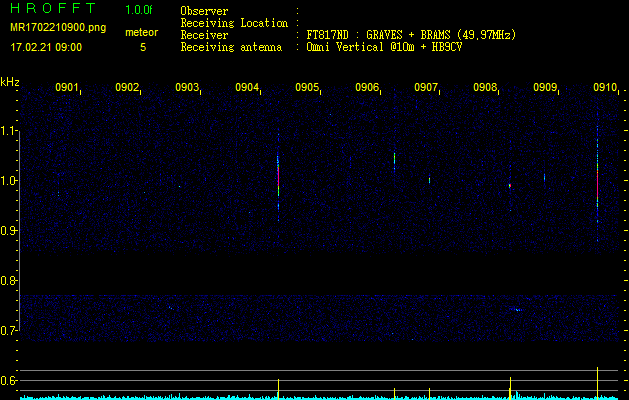 HROFFT 1.0.0f
MR1702210900.png meteor
17.02.21 09:00 5
Observer :
Receiving Location :
Receiver : FT817ND : GRAVES + BRAMS (49,97MHz)
Receiving antenna : Omni Vertical @10m + HB9CV
kHz 0901 0902 0903 0904 0905 0906 0907 0908 0909 0910
1.1
1.0
0.9
0.8
0.7
0.6